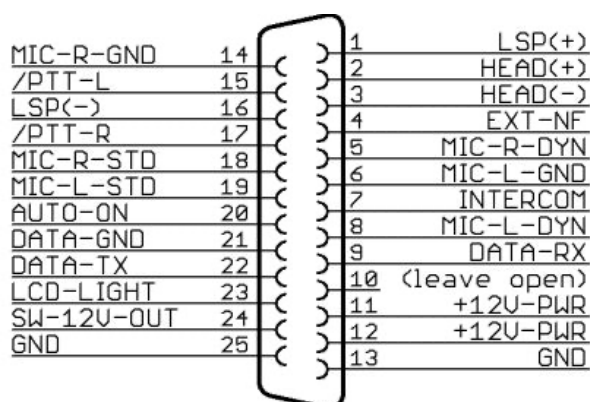 MIC-R-GND 14
/PTT-L 15
LSP(-) 16
/PTT-R 17
MIC-R-STD 18
MIC-L-STD 19
AUTO-ON 20
DATA-GND 21
DATA-TX 22
LCD-LIGHT 23
SW-12V-OUT 24
GND 25
1 LSP(+)
2 HEAD(+)
3 HEAD(-)
4 EXT-NF
5 MIC-R-DYN
6 MIC-L-GND
7 INTERCOM
8 MIC-L-DYN
9 DATA-RX
10 (leave open)
11 +12V-PWR
12 +12V-PWR
13 GND